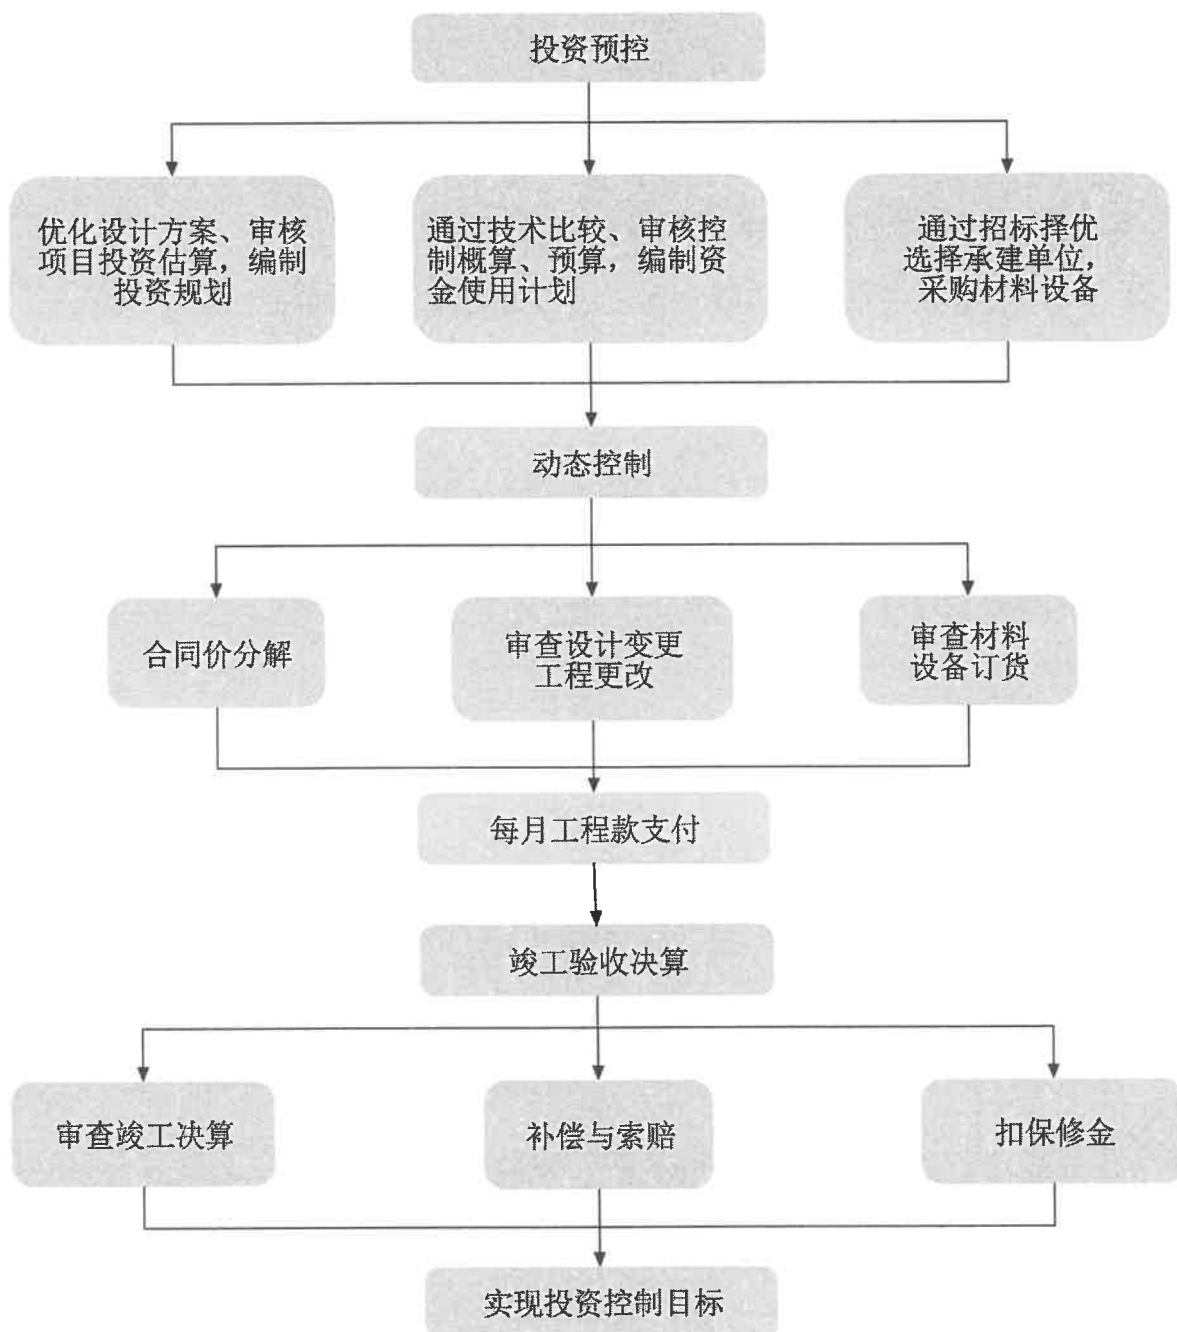 投资预控
优化设计方案、审核
项目投资估算，编制
投资规划
通过技术比较、审核控
制概算、预算，编制资
金使用计划
通过招标择优
选择承建单位，
采购材料设备
动态控制
合同价分解
审查设计变更
工程更改
审查材料
设备订货
每月工程款支付
竣工验收决算
审查竣工决算
补偿与索赔
扣保修金
实现投资控制目标